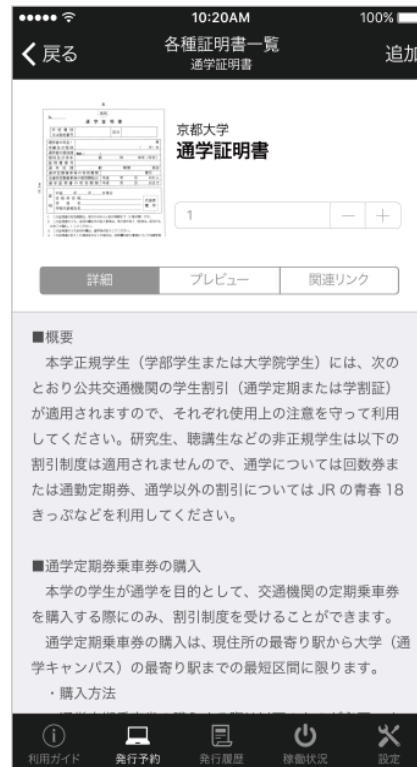 10:20AM
100%
戻る
各種証明書一覧
通学証明書
追加
通学証明書
京都大学
通学証明書
1
詳細
プレビュー
関連リンク
■概要
本学正規学生（学部学生または大学院学生）には、次の
とおり公共交通機関の学生割引（通学定期または学割証）
が適用されますので、それぞれ使用上の注意を守って利用
してください。研究生、聴講生などの非正規学生は以下の
割引制度は適用されませんので、通学については回数券ま
たは通勤定期券、通学以外の割引については JR の青春 18
きっぷなどを利用してください。
■通学定期券乗車券の購入
本学の学生が通学を目的として、交通機関の定期乗車券
を購入する際にのみ、割引制度を受けることができます。
通学定期乗車券の購入は、現住所の最寄り駅から大学（通
学キャンパス）の最寄り駅までの最短区間に限ります。
・購入方法
利用ガイド
発行予約
発行履歴
稼働状況
設定